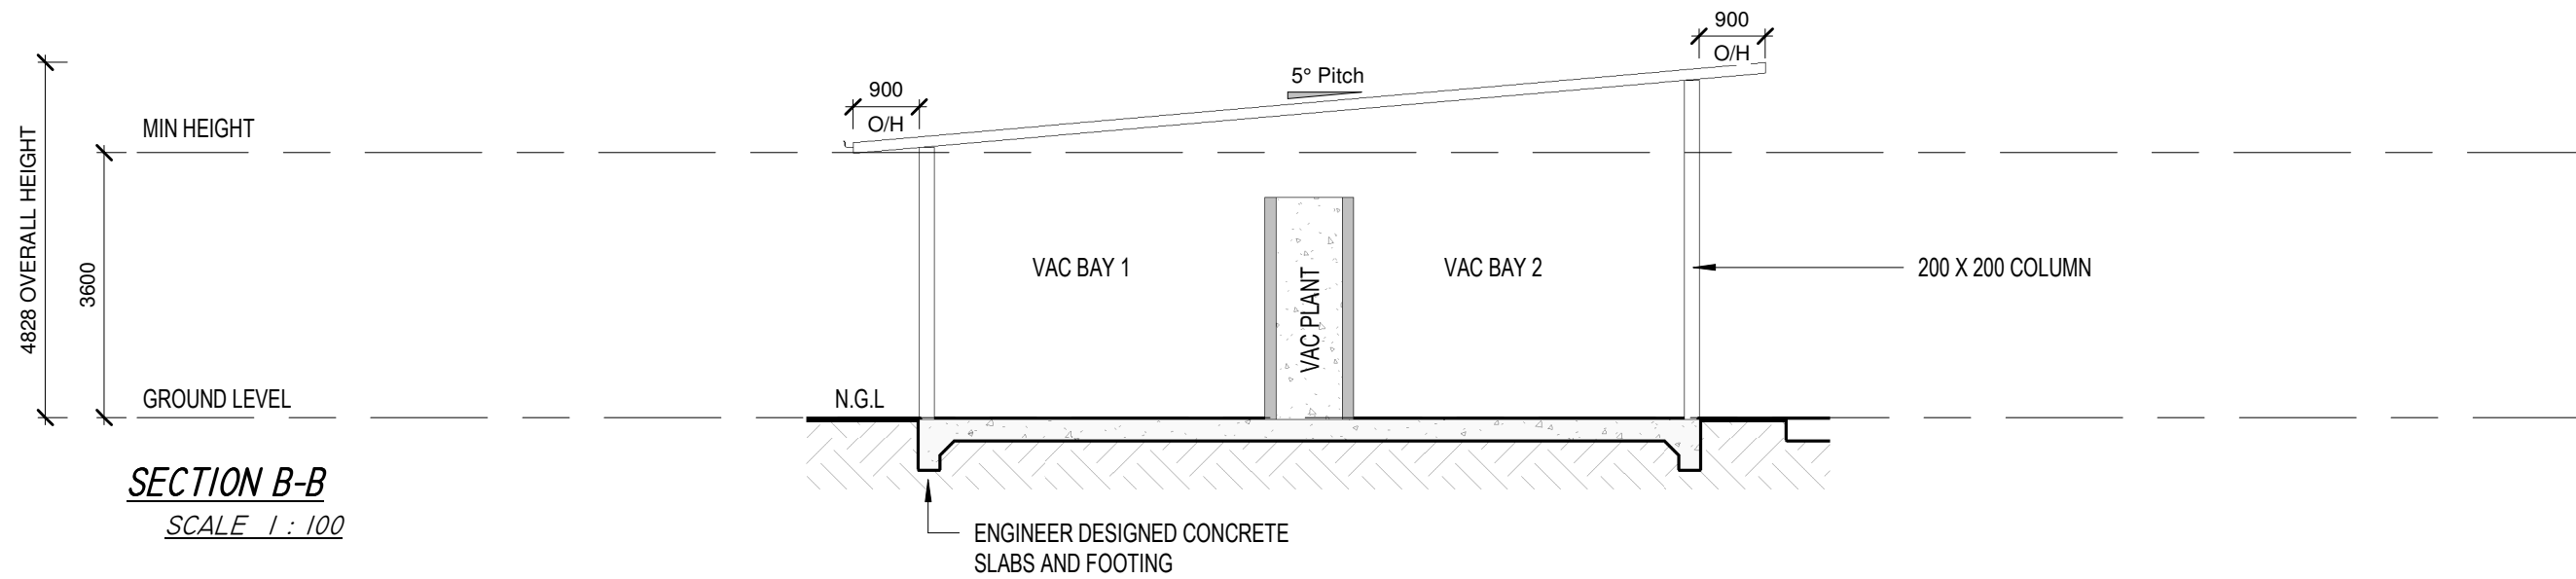 900
O/H
5° Pitch
900
O/H
MIN HEIGHT
4828 OVERALL HEIGHT
3600
VAC BAY 1
VAC PLANT
VAC BAY 2
200 X 200 COLUMN
GROUND LEVEL
N.G.L
SECTION B-B
SCALE 1 : 100
ENGINEER DESIGNED CONCRETE
SLABS AND FOOTING